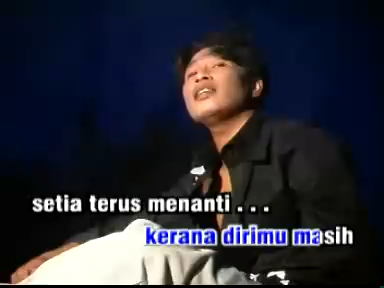 setia terus menanti . . .
kerana dirimu masih